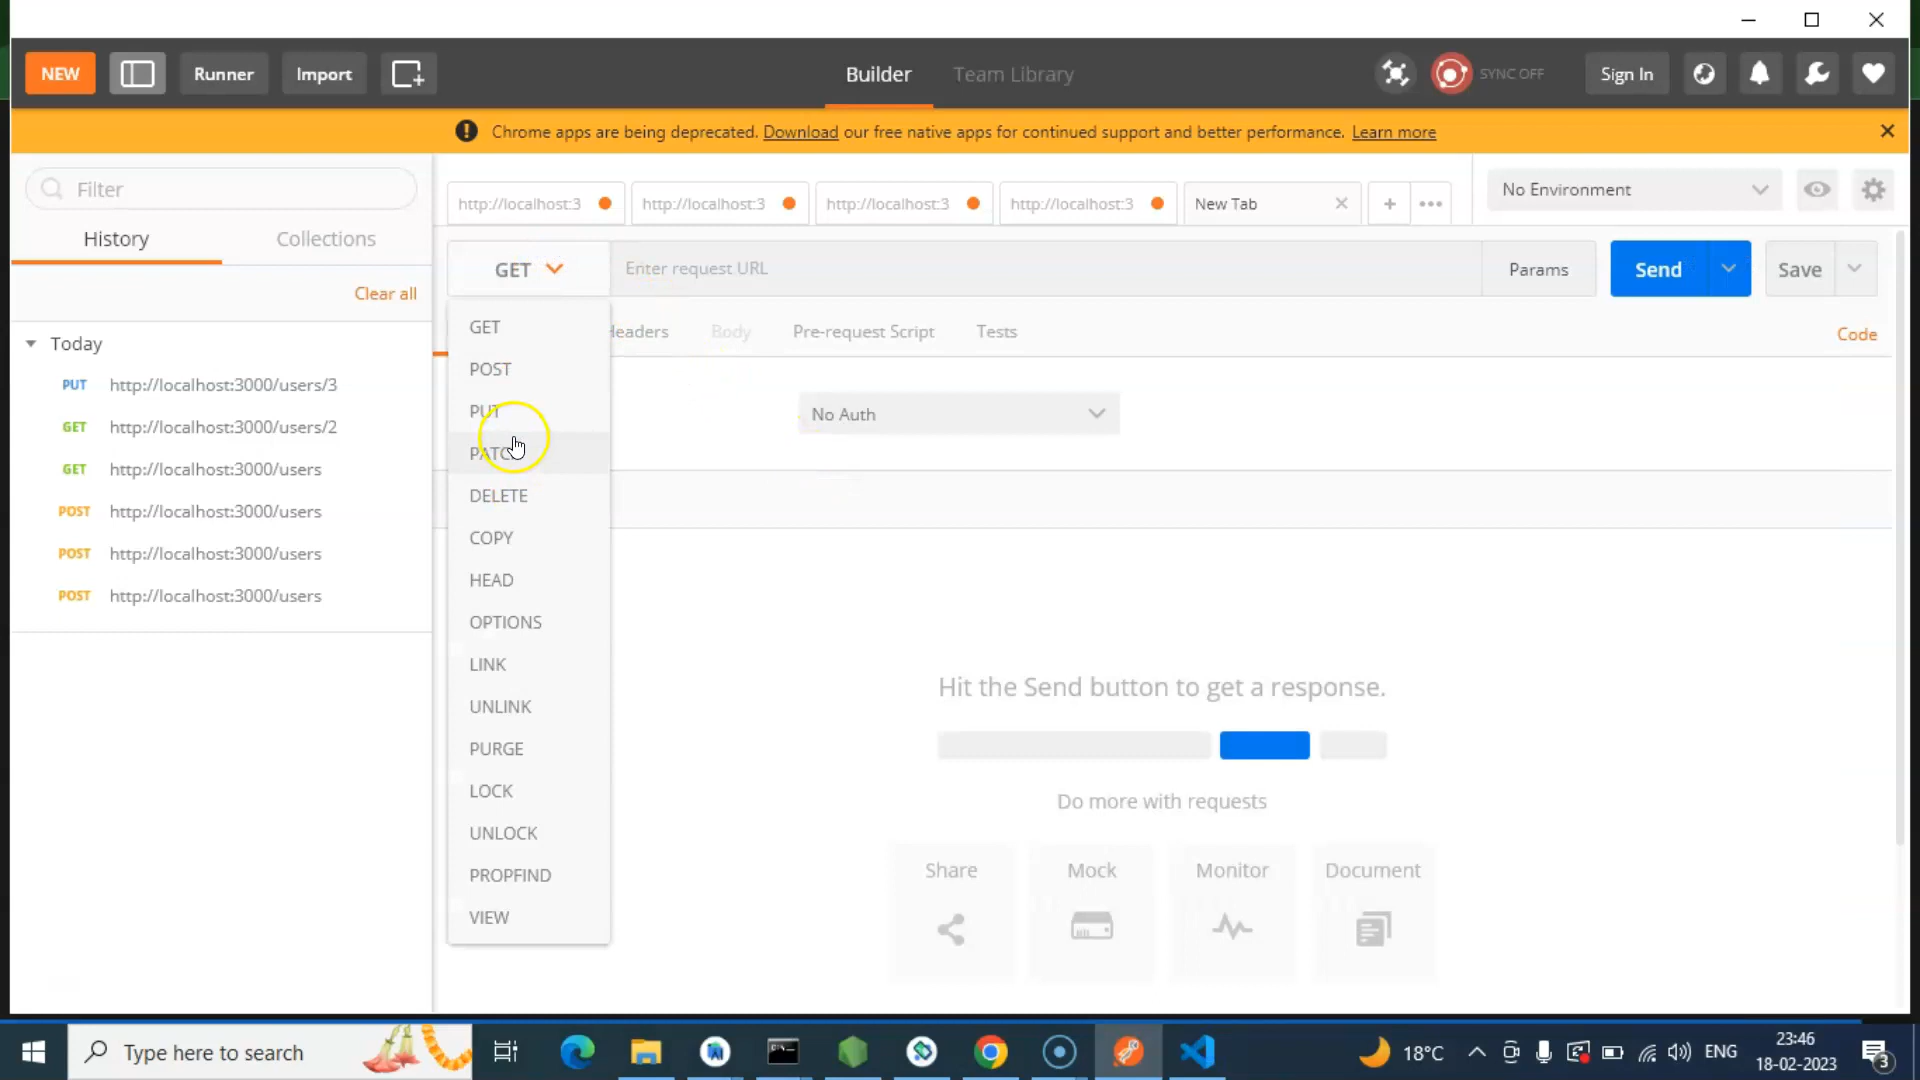 NEW
Runner
Import
Builder
Team Library
SYNC OFF
Sign In
Chrome apps are being deprecated. Download our free native apps for continued support and better performance. Learn more
Filter
History
Collections
Clear all
Today
PUT http://localhost:3000/users/3
GET http://localhost:3000/users/2
GET http://localhost:3000/users
POST http://localhost:3000/users
POST http://localhost:3000/users
POST http://localhost:3000/users
http://localhost:3
http://localhost:3
http://localhost:3
http://localhost:3
New Tab
No Environment
GET
Enter request URL
Params
Send
Save
Headers
Body
Pre-request Script
Tests
Code
GET
POST
PUT
PATCH
DELETE
COPY
HEAD
OPTIONS
LINK
UNLINK
PURGE
LOCK
UNLOCK
PROPFIND
VIEW
No Auth
Hit the Send button to get a response.
Do more with requests
Share
Mock
Monitor
Document
Type here to search
18°C
ENG
23:46
18-02-2023
3